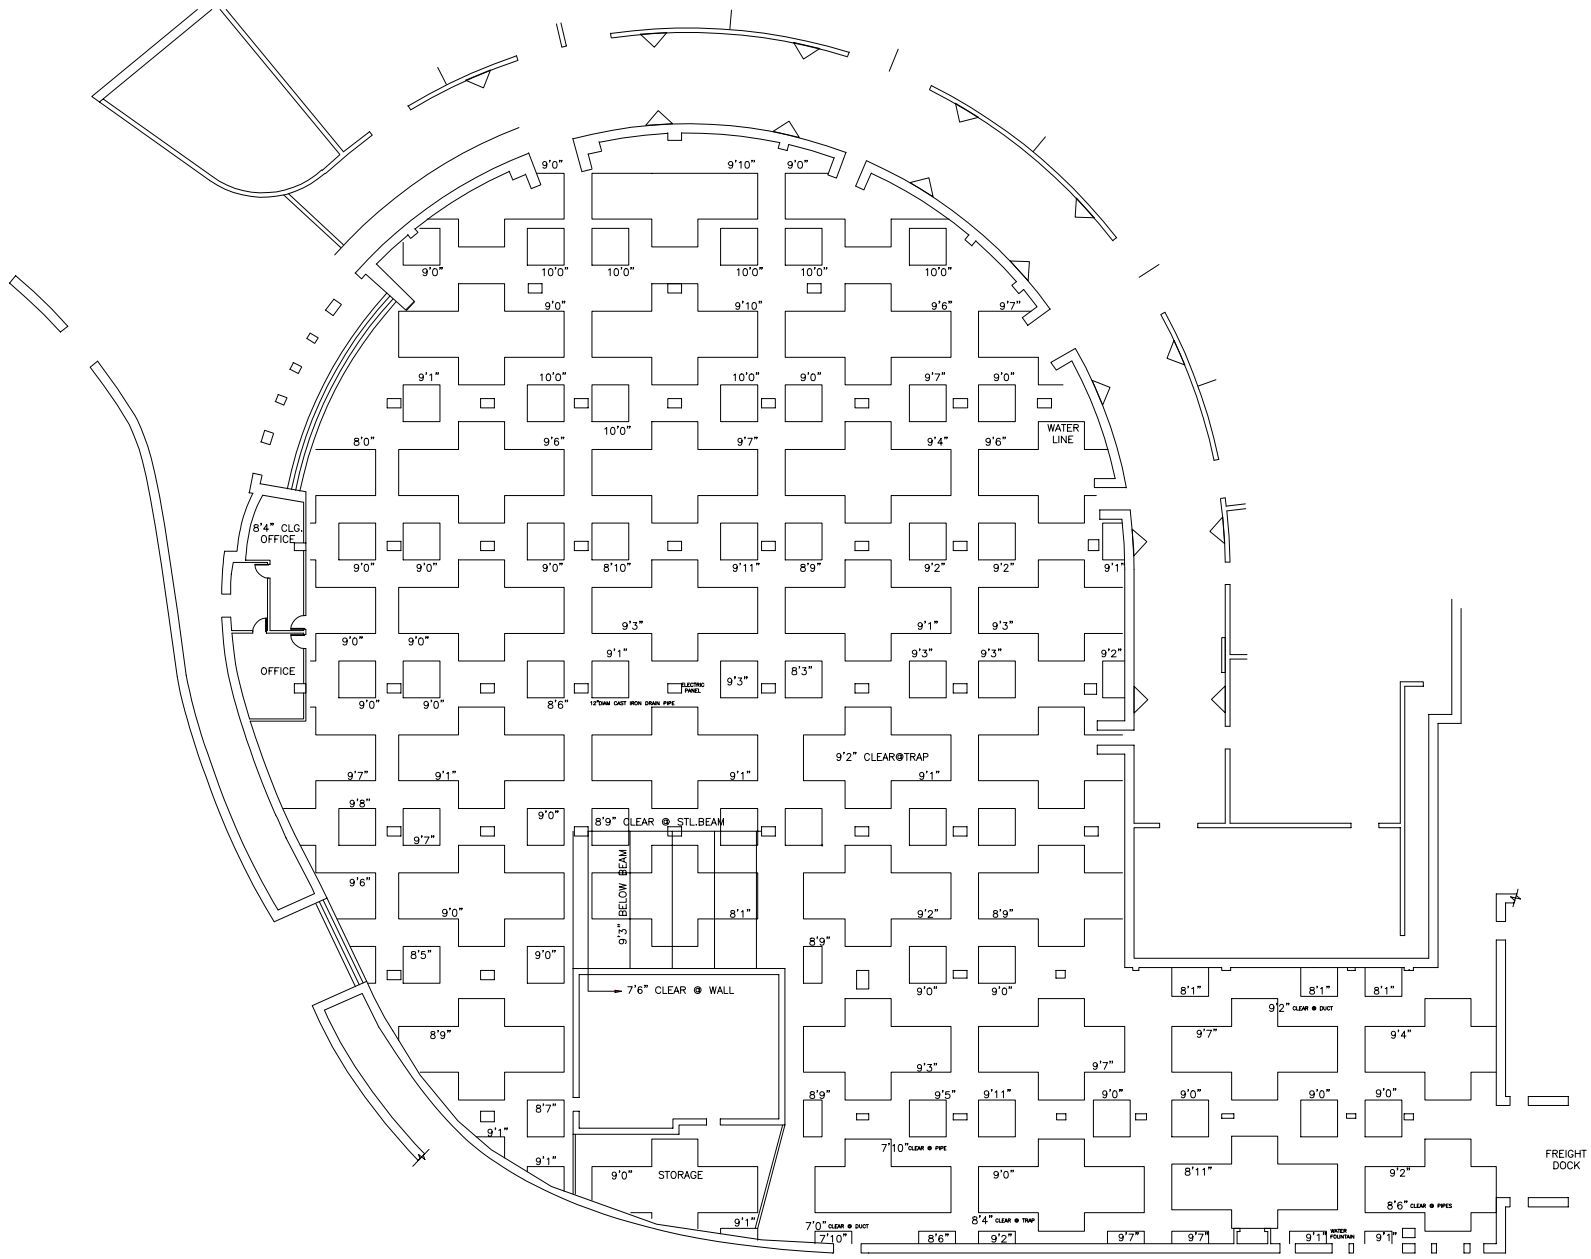 9'0" 9'10" 9'0"
9'0" 10'0" 10'0" 10'0" 10'0" 10'0"
9'0" 9'10" 9'6" 9'7"
9'1" 10'0" 10'0" 9'0" 9'7" 9'0"
10'0"
WATER
LINE
8'0" 9'6" 9'7" 9'4" 9'6"
8'4" CLG.
OFFICE
9'0" 9'0" 9'0" 8'10" 9'11" 8'9" 9'2" 9'2" 9'1"
9'3" 9'1" 9'3"
9'0" 9'0"
9'1" 9'3" 9'3" 9'2"
OFFICE
9'3" 8'3"
ELECTRIC
PANEL
9'0" 9'0" 8'6" 12"DIAM CAST IRON DRAIN PIPE
9'2" CLEAR@TRAP
9'7" 9'1" 9'1" 9'1"
9'8"
9'0" 8'9" CLEAR @ STL.BEAM
9'7"
9'3" BELOW BEAM
9'6"
9'0" 8'1" 9'2" 8'9"
8'9"
8'5" 9'0"
7'6" CLEAR @ WALL
9'0" 9'0" 8'1" 8'1" 8'1"
9'2" CLEAR @ DUCT
8'9" 9'7" 9'4"
9'3" 9'7"
8'9" 9'5" 9'11" 9'0" 9'0" 9'0" 9'0"
8'7"
9'1"
7'10" CLEAR @ PIPE
9'1"
FREIGHT
DOCK
9'0" STORAGE 9'0" 8'11" 9'2"
8'6" CLEAR @ PIPES
9'1" 7'0" CLEAR @ DUCT 8'4" CLEAR @ TRAP
WATER
FOUNTAIN
7'10" 8'6" 9'2" 9'7" 9'7" 9'1" 9'1"